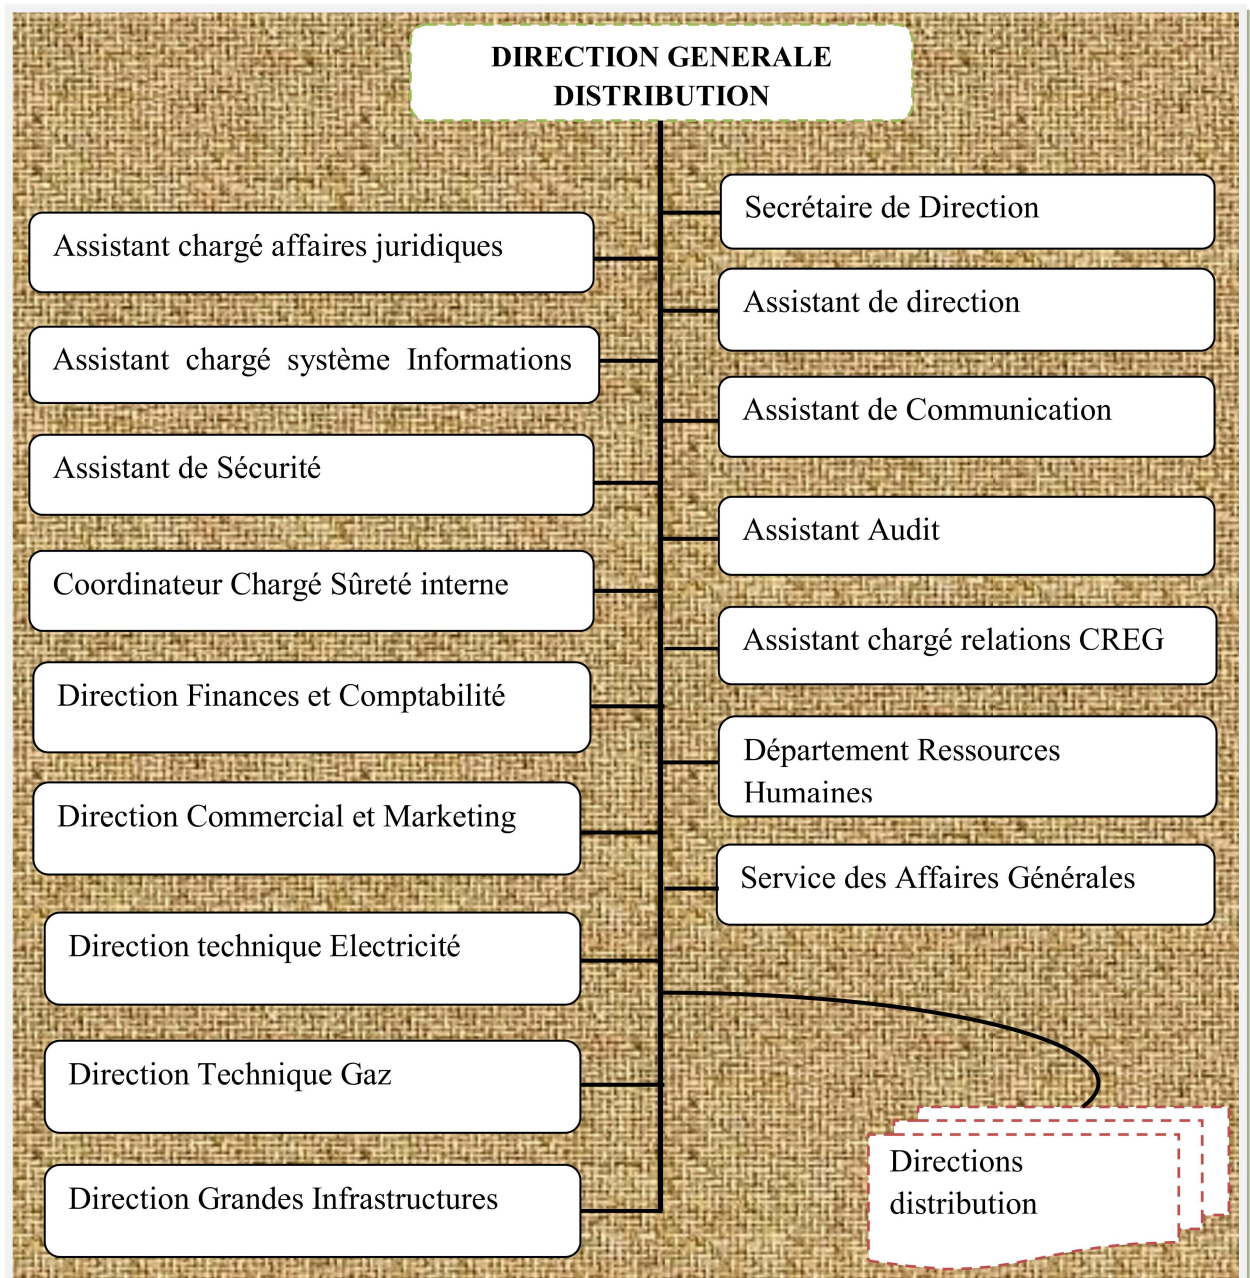 DIRECTION GENERALE
DISTRIBUTION
Secrétaire de Direction
Assistant chargé affaires juridiques
Assistant de direction
Assistant chargé système Informations
Assistant de Communication
Assistant de Sécurité
Assistant Audit
Coordinateur Chargé Sûreté interne
Assistant chargé relations CREG
Direction Finances et Comptabilité
Département Ressources
Humaines
Direction Commercial et Marketing
Service des Affaires Générales
Direction technique Electricité
Direction Technique Gaz
Directions
distribution
Direction Grandes Infrastructures